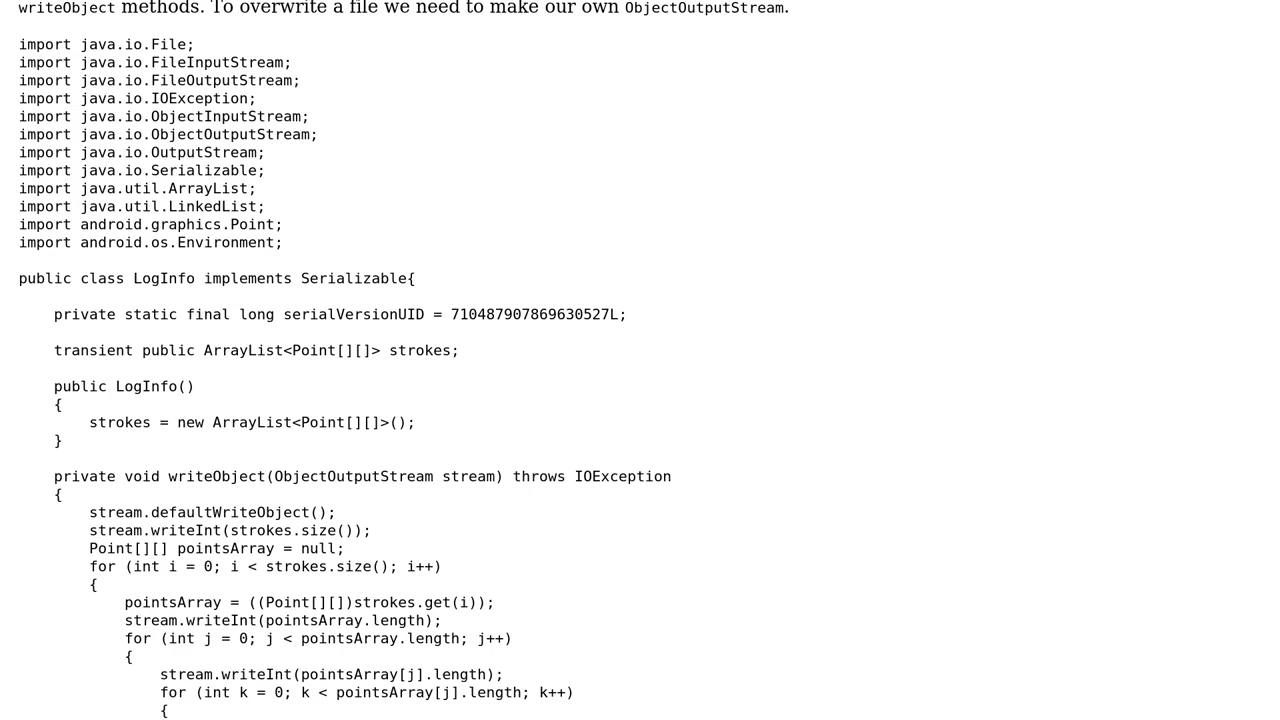 writeObject methods. To overwrite a file we need to make our own ObjectOutputStream.
import java.io.File;
import java.io.FileInputStream;
import java.io.FileOutputStream;
import java.io.IOException;
import java.io.ObjectInputStream;
import java.io.ObjectOutputStream;
import java.io.OutputStream;
import java.io.Serializable;
import java.util.ArrayList;
import java.util.LinkedList;
import android.graphics.Point;
import android.os.Environment;
public class LogInfo implements Serializable{
private static final long serialVersionUID = 710487907869630527L;
transient public ArrayList<Point[][]> strokes;
public LogInfo()
{
strokes = new ArrayList<Point[][]>();
}
private void writeObject(ObjectOutputStream stream) throws IOException
{
stream.defaultWriteObject();
stream.writeInt(strokes.size());
Point[][] pointsArray = null;
for (int i = 0; i < strokes.size(); i++)
{
pointsArray = ((Point[][])strokes.get(i));
stream.writeInt(pointsArray.length);
for (int j = 0; j < pointsArray.length; j++)
{
stream.writeInt(pointsArray[j].length);
for (int k = 0; k < pointsArray[j].length; k++)
{